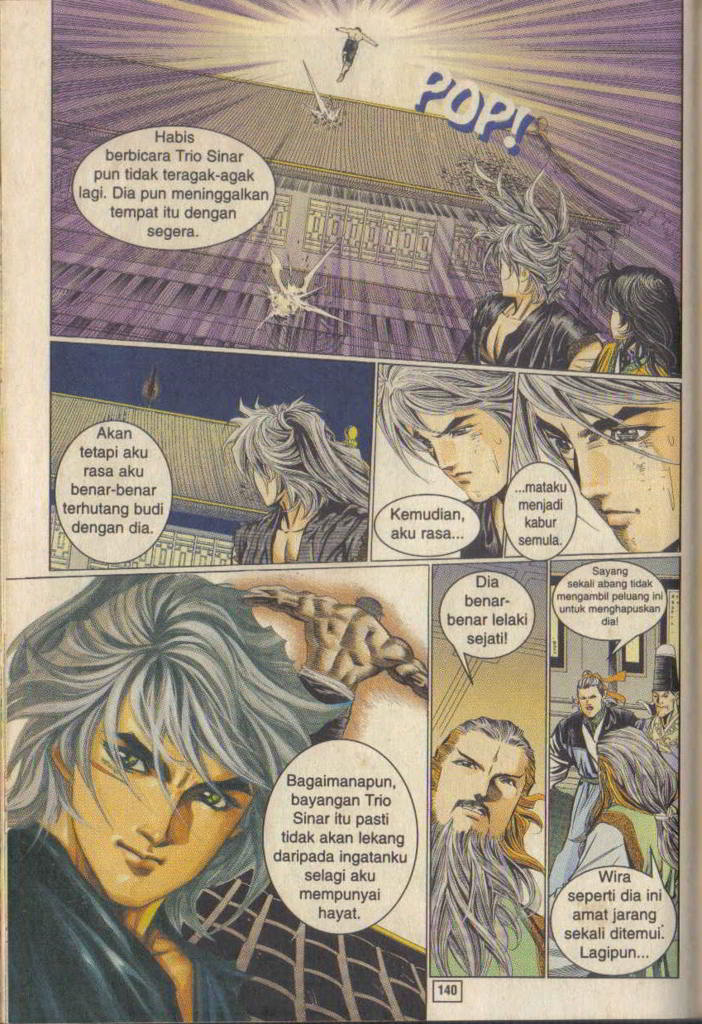 POP!
Habis
berbicara Trio Sinar
pun tidak teragak-agak
lagi. Dia pun meninggalkan
tempat itu dengan
segera.
Akan
tetapi aku
rasa aku
benar-benar
terhutang budi
dengan dia.
Kemudian,
aku rasa...
...mataku
menjadi
kabur
semula.
Bagaimanapun,
bayangan Trio
Sinar itu pasti
tidak akan lekang
daripada ingatanku
selagi aku
mempunyai
hayat.
Dia
benar-
benar lelaki
sejati!
Sayang
sekali abang tidak
mengambil peluang ini
untuk menghapuskan
dia!
Wira
seperti dia ini
amat jarang
sekali ditemui.
Lagipun...
140